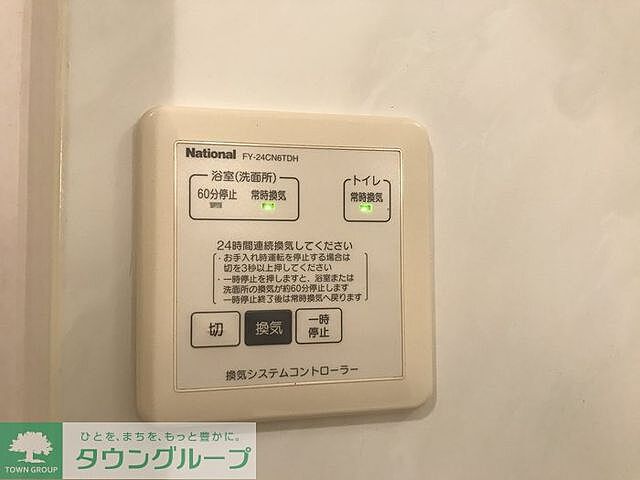 National FY-24CN6TDH
浴室(洗面所)
60分停止 常時換気
トイレ
常時換気
24時間連続換気してください
・お手入れ時運転を停止する場合は
切を3秒以上押してください
・一時停止を押しますと、浴室または
洗面所の換気が約60分停止します
一時停止終了後は常時換気へ戻ります
切 換気 一時停止
換気システムコントローラー
ひとを、まちを、もっと豊かに。
タウングループ
TOWN GROUP